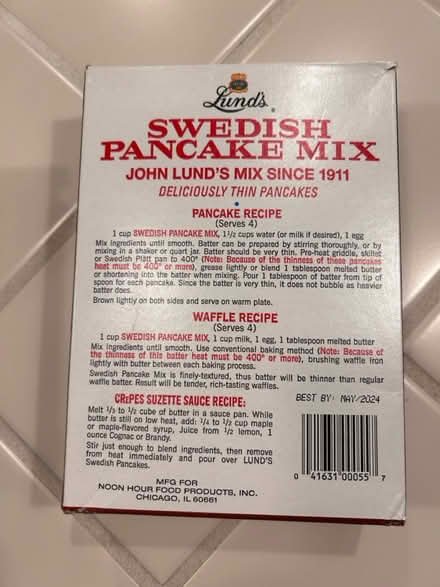 Lund's®
SWEDISH
PANCAKE MIX
JOHN LUND'S MIX SINCE 1911
DELICIOUSLY THIN PANCAKES
PANCAKE RECIPE
(Serves 4)
1 cup SWEDISH PANCAKE MIX, 1½ cups water (or milk if desired), 1 egg
Mix ingredients until smooth. Batter can be prepared by stirring thoroughly, or by
mixing in a shaker or quart jar. Batter should be very thin. Pre-heat griddle, skillet
or Swedish Plätt pan to 400° (Note: Because of the thinness of these pancakes
heat must be 400° or more), grease lightly or blend 1 tablespoon melted butter
or shortening into batter when mixing. Pour 1 tablespoon of batter from tip of
spoon for each pancake. Since the batter is very thin, it does not bubble as heavier
batter does.
Brown lightly on both sides and serve on warm plate.
WAFFLE RECIPE
(Serves 4)
1 cup SWEDISH PANCAKE MIX, 1 cup milk, 1 egg, 1 tablespoon melted butter
Mix ingredients until smooth. Use conventional baking method (Note: Because of
the thinness of this batter heat must be 400° or more), brushing waffle iron
lightly with butter between each baking process.
Swedish Pancake Mix is finely-textured, thus batter will be thinner than regular
waffle batter. Result will be tender, rich-tasting waffles.
CRêPES SUZETTE SAUCE RECIPE:
Melt ⅓ to ½ cube of butter in a sauce pan. While
butter is still on low heat, add: ¼ to ½ cup maple
or maple-flavored syrup, Juice from ½ lemon, 1
ounce Cognac or Brandy.
Stir just enough to blend ingredients, then remove
from heat immediately and pour over LUND'S
Swedish Pancakes.
BEST BY: MAY/2024
0 41631 00055 7
MFG FOR
NOON HOUR FOOD PRODUCTS, INC.
CHICAGO, IL 60661